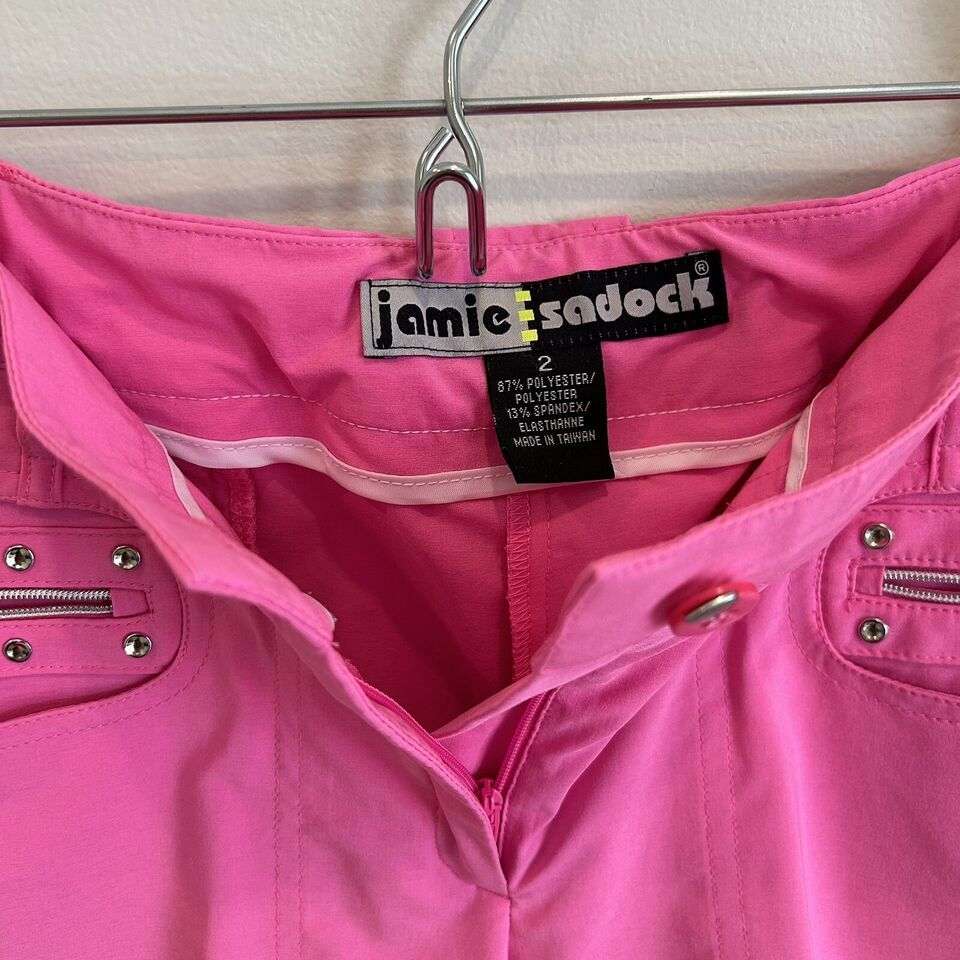 jamie sadock®
2
87% POLYESTER/
POLYESTER
13% SPANDEX/
ELASTHANNE
MADE IN TAIWAN